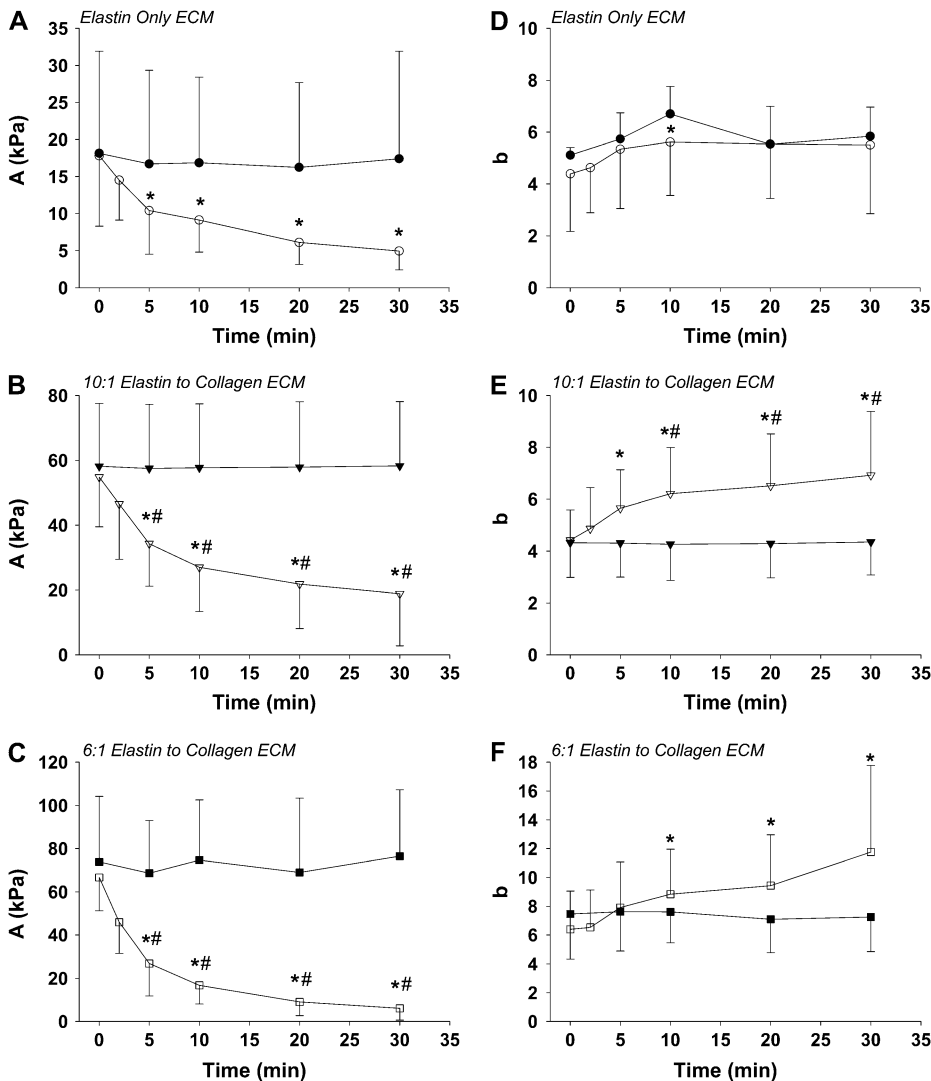 A Elastin Only ECM
35
30
25
20
15
10
5
0
A (kPa)
* * * *
0 5 10 15 20 25 30 35
Time (min)
D Elastin Only ECM
10
8
6
4
2
0
b
*
0 5 10 15 20 25 30 35
Time (min)
B 10:1 Elastin to Collagen ECM
80
60
40
20
0
A (kPa)
*# *# *# *#
0 5 10 15 20 25 30 35
Time (min)
E 10:1 Elastin to Collagen ECM
10
8
6
4
2
0
b
* *# *# *#
0 5 10 15 20 25 30 35
Time (min)
C 6:1 Elastin to Collagen ECM
120
100
80
60
40
20
0
A (kPa)
*# *# *# *#
0 5 10 15 20 25 30 35
Time (min)
F 6:1 Elastin to Collagen ECM
18
16
14
12
10
8
6
4
2
0
b
* * *
0 5 10 15 20 25 30 35
Time (min)